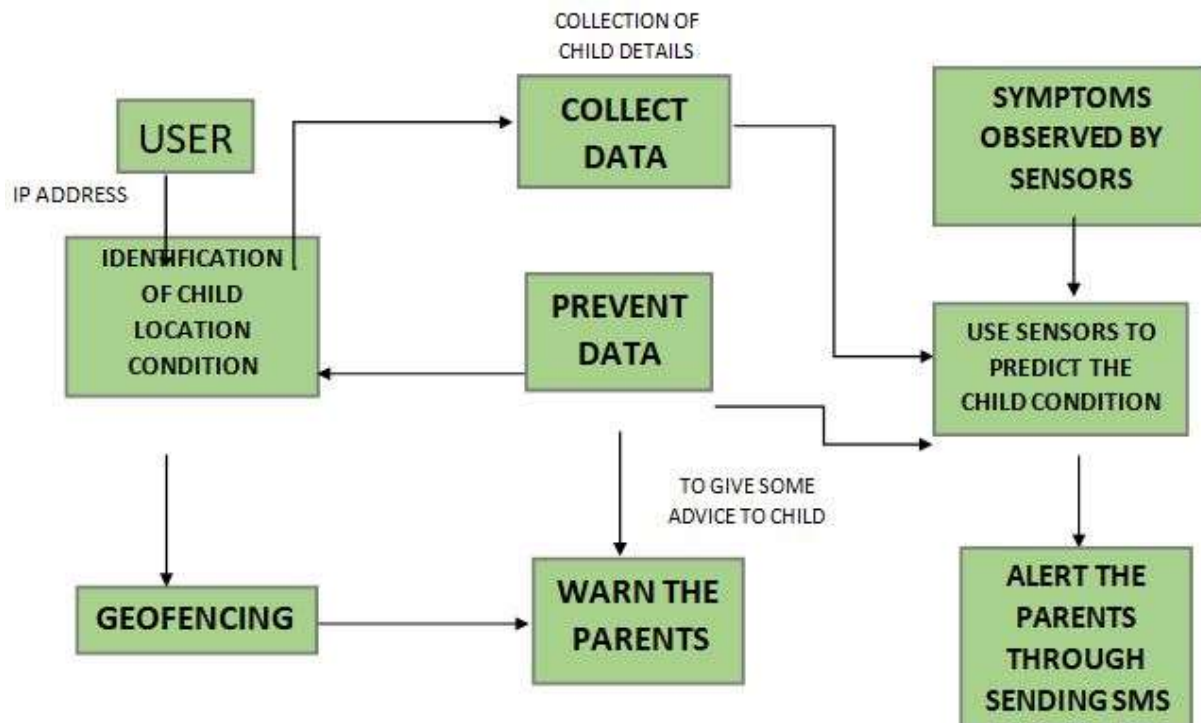 COLLECTION OF
CHILD DETAILS
USER
COLLECT
DATA
SYMPTOMS
OBSERVED BY
SENSORS
IP ADDRESS
IDENTIFICATION
OF CHILD
LOCATION
CONDITION
PREVENT
DATA
USE SENSORS TO
PREDICT THE
CHILD CONDITION
TO GIVE SOME
ADVICE TO CHILD
GEOFENCING
WARN THE
PARENTS
ALERT THE
PARENTS
THROUGH
SENDING SMS